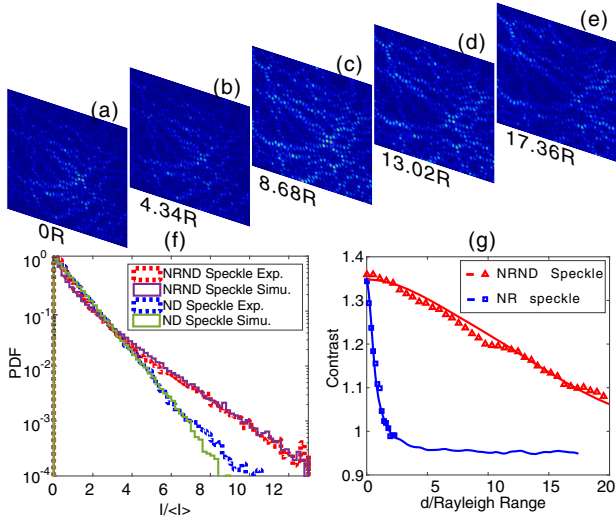 (a)
(b)
(c)
(d)
(e)
0R
4.34R
8.68R
13.02R
17.36R
(f)
10^0
10^-1
10^-2
10^-3
10^-4
PDF
NRND Speckle Exp.
NRND Speckle Simu.
ND Speckle Exp.
ND Speckle Simu.
0 2 4 6 8 10 12
I/<I>
(g)
1.4
1.3
1.2
1.1
1
0.9
Contrast
NRND Speckle
NR speckle
0 5 10 15 20
d/Rayleigh Range